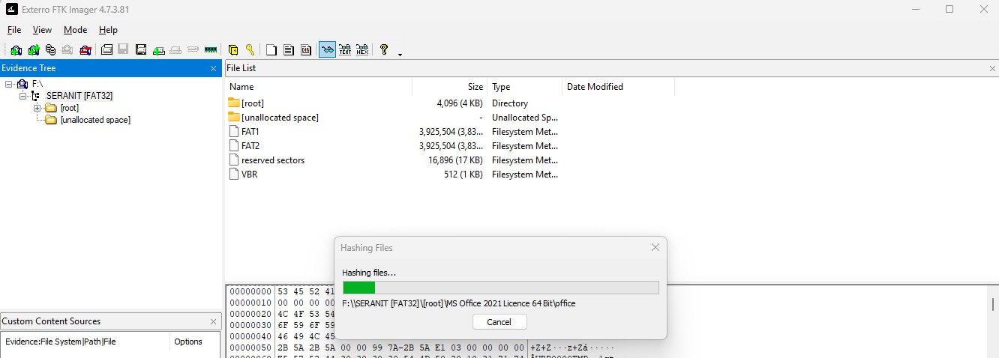 Exterro FTK Imager 4.7.3.81
File View Mode Help
TEXT HEX
Evidence Tree
F:\
SERANIT [FAT32]
[root]
[unallocated space]
File List
Name Size Type Date Modified
[root] 4,096 (4 KB) Directory
[unallocated space] - Unallocated Sp...
FAT1 3,925,504 (3,83... Filesystem Met...
FAT2 3,925,504 (3,83... Filesystem Met...
reserved sectors 16,896 (17 KB) Filesystem Met...
VBR 512 (1 KB) Filesystem Met...
Hashing Files
Hashing files...
F:\\SERANIT [FAT32]\[root]\MS Office 2021 Licence 64 Bit\office
Cancel
00000000 53 45 52 41
00000010 00 00 00 00
00000020 4C 4F 53 54
00000030 6F 59 6F 59
00000040 46 49 4C 45
00000050 2B 5A 2B 5A 00 00 99 7A-2B 5A E1 03 00 00 00 00 +Z+Z···z+Zá·····
Custom Content Sources
Evidence:File System|Path|File Options